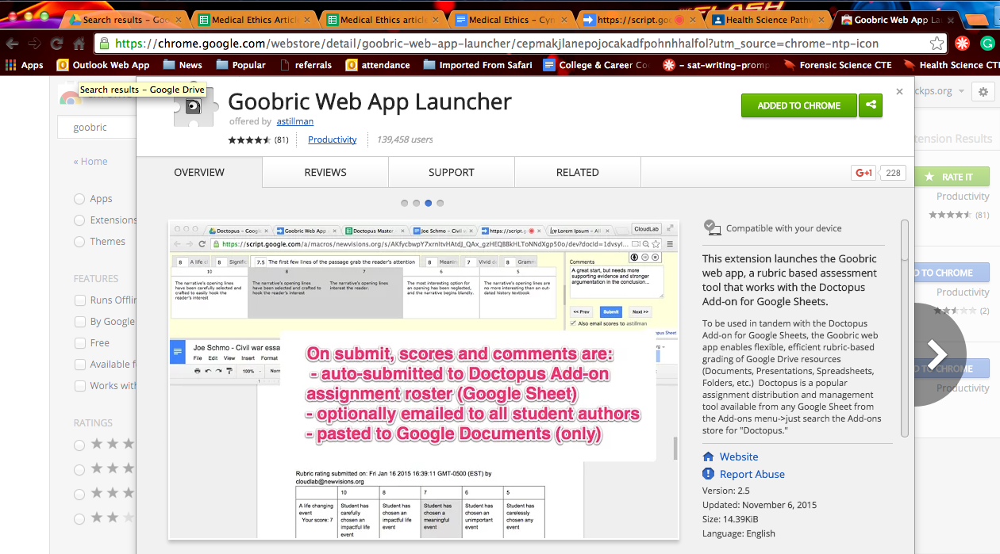 THE FLASH
Search results – Goo
Medical Ethics Article
Medical Ethics article
Medical Ethics – Cyn
https://script.goo
Health Science Pathw
Goobric Web App La
https://chrome.google.com/webstore/detail/goobric-web-app-launcher/cepmakjlanepojocakadfpohnhhalfol?utm_source=chrome-ntp-icon
Apps
Outlook Web App
News
Popular
referrals
attendance
Imported From Safari
College & Career Co
- sat-writing-promp
Forensic Science CTE
Health Science CT
Search results – Google Drive
goobric
« Home
Apps
Extensions
Themes
FEATURES
Runs Offlin
By Google
Free
Available f
Works with
RATINGS
Goobric Web App Launcher
offered by astillman
(81)
Productivity
139,458 users
ADDED TO CHROME
ckps.org
OVERVIEW
REVIEWS
SUPPORT
RELATED
G+1
228
tension Results
RATE IT
Productivity
(81)
D TO CHROME
Productivity
(2)
D TO CHROME
Productivity
Doctopus – Googl
Goobric Web App
Doctopus Master
Joe Schmo – Civil w
https://script.g
Lorem Ipsum – Al
CloudLab
https://script.google.com/a/macros/newvisions.org/s/AKfycbwpY7xrnItvHAtdJ_QAx_gzHEQBBkHLToNNdXgp50o/dev?docId=1dvsyl...
8 A life cl
8 Signific
7.5 The first few lines of the passage grab the reader's attention
8 Meanin
7 Vivid d
8 Gramm
10
8
7
6
5
The narrative's opening lines have been carefully selected and crafted to easily hook the reader's interest
The narrative's opening lines have been selected and crafted to hook the reader's interest
The narrative's opening lines interest the reader.
The most interesting option for an opening has been neglected, and the narrative begins blandly.
The narrative's opening lines are no more interesting than an out-dated history textbook
Comments
A great start, but needs more supporting evidence and stronger argumentation in the conclusion...
<< Prev
Submit
Next >>
Also email scores to astillman
Joe Schmo - Civil war essa
File Edit View Insert Format
100%
Norm
opus Sheet
On submit, scores and comments are:
- auto-submitted to Doctopus Add-on
assignment roster (Google Sheet)
- optionally emailed to all student authors
- pasted to Google Documents (only)
Rubric rating submitted on: Fri Jan 16 2015 16:39:11 GMT-0500 (EST) by
cloudlab@newvisions.org
10
8
7
6
5
A life changing event
Your score: 7
Student has carefully chosen an impactful life event
Student has chosen an impactful life event
Student has chosen a meaningful event
Student has chosen an unimportant event
Student has carelessly chosen any event
Compatible with your device
This extension launches the Goobric
web app, a rubric based assessment
tool that works with the Doctopus
Add-on for Google Sheets.
To be used in tandem with the Doctopus
Add-on for Google Sheets, the Goobric web
app enables flexible, efficient rubric-based
grading of Google Drive resources
(Documents, Presentations, Spreadsheets,
Folders, etc.) Doctopus is a popular
assignment distribution and management
tool available from any Google Sheet from
the Add-ons menu->just search the Add-ons
store for "Doctopus."
Website
Report Abuse
Version: 2.5
Updated: November 6, 2015
Size: 14.39KiB
Language: English